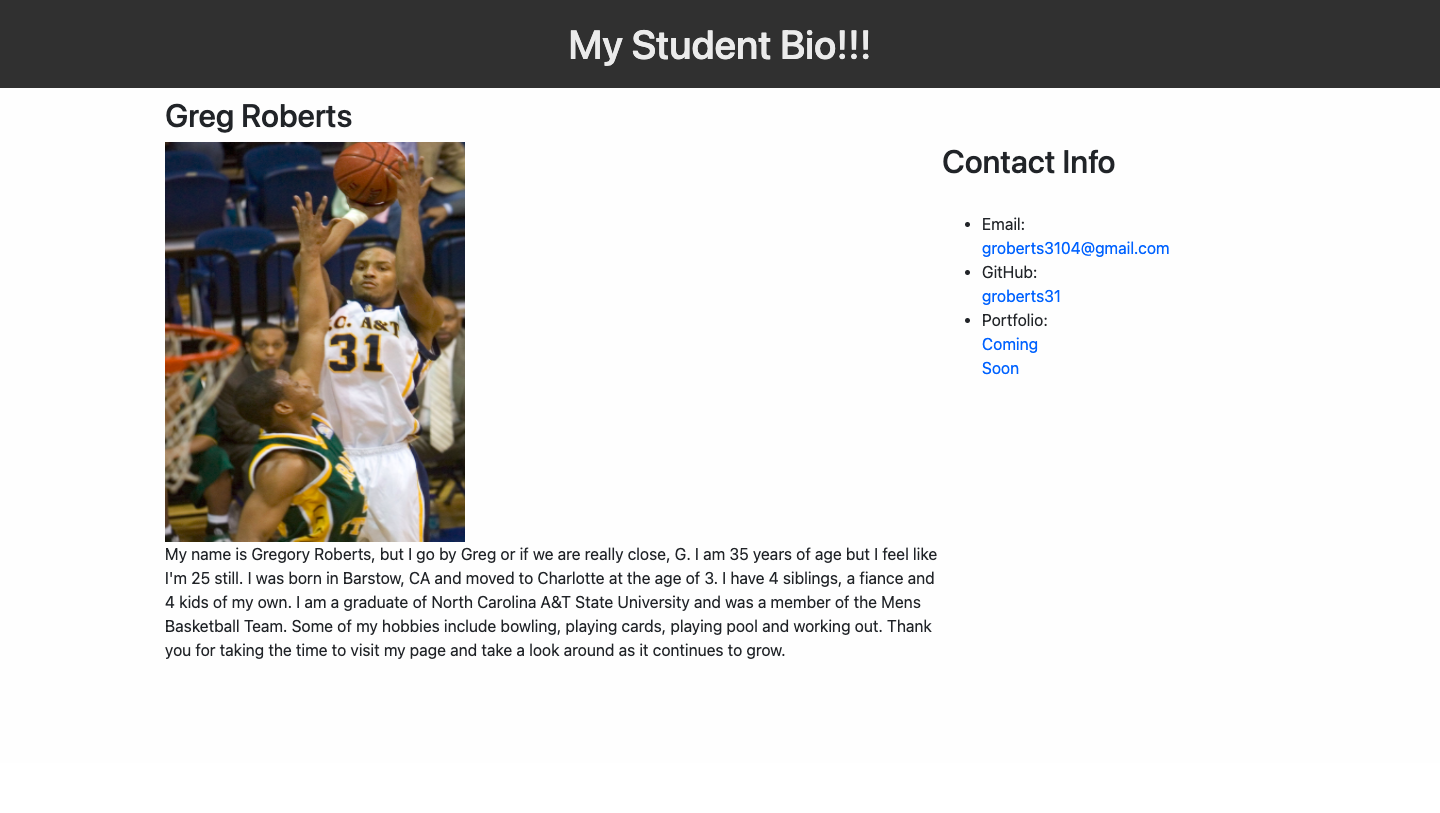 My Student Bio!!!
Greg Roberts
.C. A&T
31
My name is Gregory Roberts, but I go by Greg or if we are really close, G. I am 35 years of age but I feel like
I'm 25 still. I was born in Barstow, CA and moved to Charlotte at the age of 3. I have 4 siblings, a fiance and
4 kids of my own. I am a graduate of North Carolina A&T State University and was a member of the Mens
Basketball Team. Some of my hobbies include bowling, playing cards, playing pool and working out. Thank
you for taking the time to visit my page and take a look around as it continues to grow.
Contact Info
• Email:
groberts3104@gmail.com
• GitHub:
groberts31
• Portfolio:
Coming
Soon